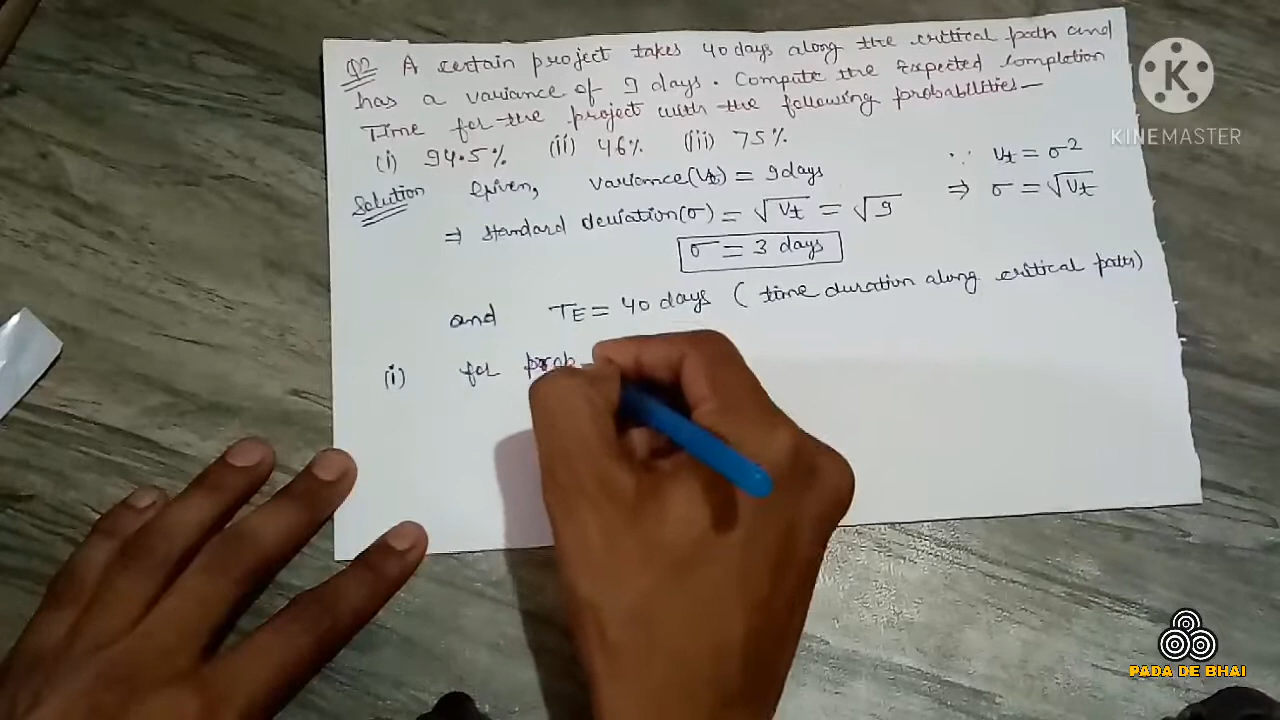 Q2 A certain project takes 40 days along the critical path and
has a variance of 9 days. Compute the Expected completion
Time for the project with the following probabilities—
(i) 94.5% (ii) 46% (iii) 75%
Solution Given, variance(Vt) = 9 days ∵ Vt = σ²
⇒ standard deviation(σ) = √Vt = √9 ⇒ σ = √Vt
σ = 3 days
and TE = 40 days ( time duration along critical path)
(i) for prob
K
KINEMASTER
PADA DE BHAI